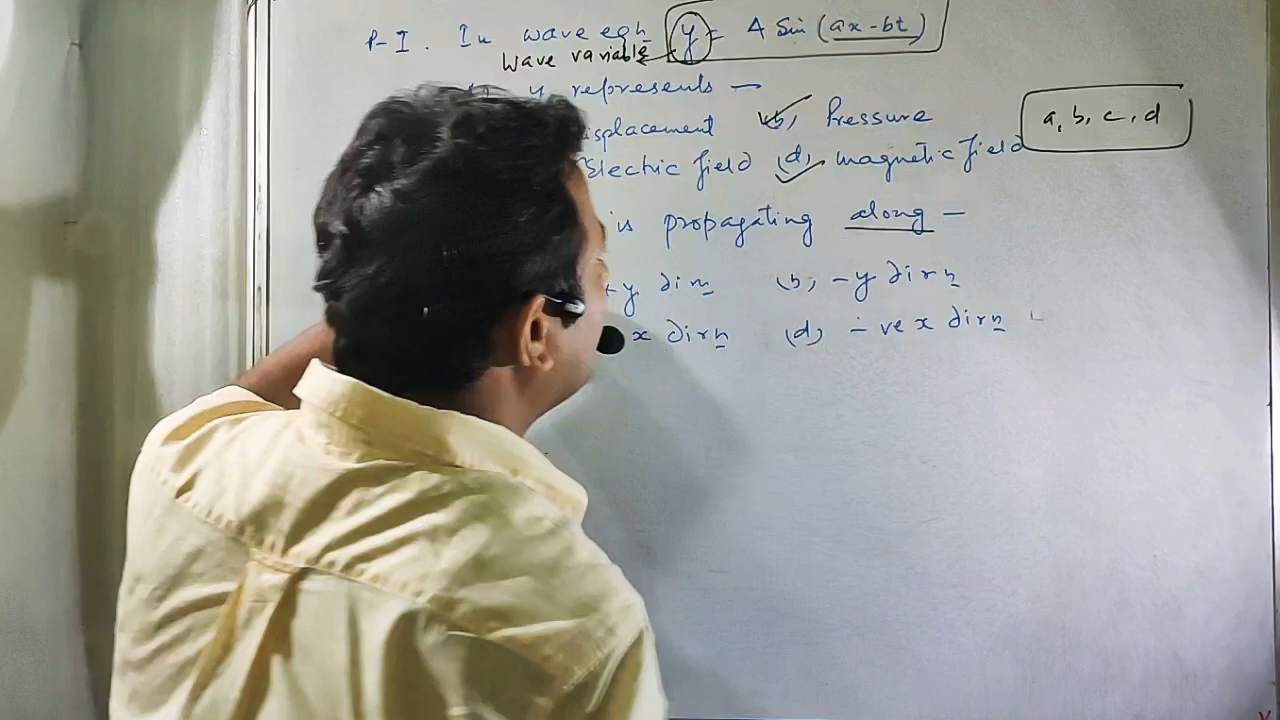 P-I. In wave eqn y = A Sin (ax - bt)
Wave variable
y represents —
isplacement (b) Pressure
a, b, c, d
Electric field (d) magnetic field
is propagating along —
+y dirn (b) -y dirn
x dirn (d) -ve x dirn